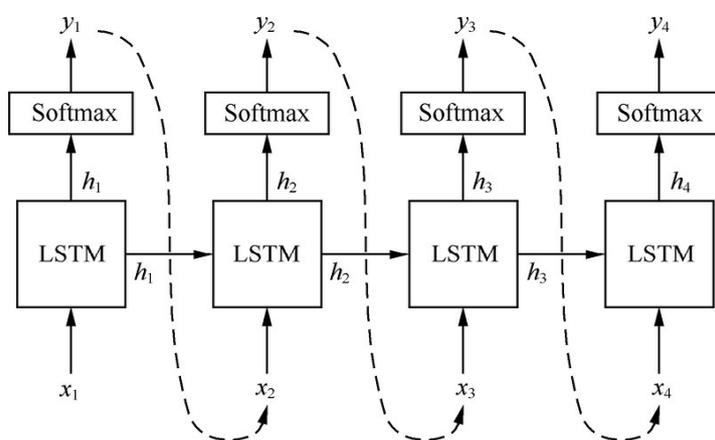 y₁ y₂ y₃ y₄
Softmax Softmax Softmax Softmax
h₁ h₂ h₃ h₄
LSTM LSTM LSTM LSTM
h₁ h₂ h₃
x₁ x₂ x₃ x₄